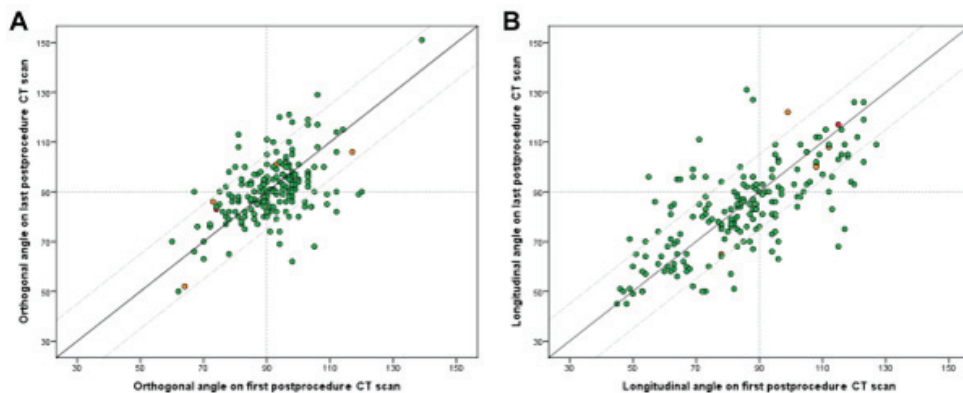 A
B
Orthogonal angle on last postprocedure CT scan
150
130
110
90
70
50
30
30 50 70 90 110 130 150
Orthogonal angle on first postprocedure CT scan
Longitudinal angle on last postprocedure CT scan
150
130
110
90
70
50
30
30 50 70 90 110 130 150
Longitudinal angle on first postprocedure CT scan